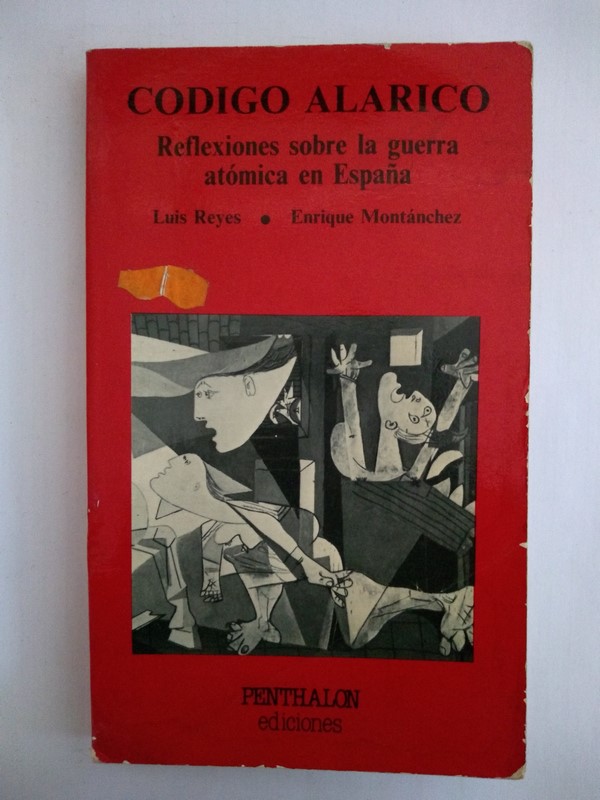 CODIGO ALARICO
Reflexiones sobre la guerra
atómica en España
Luis Reyes ● Enrique Montánchez
PENTHALON
ediciones